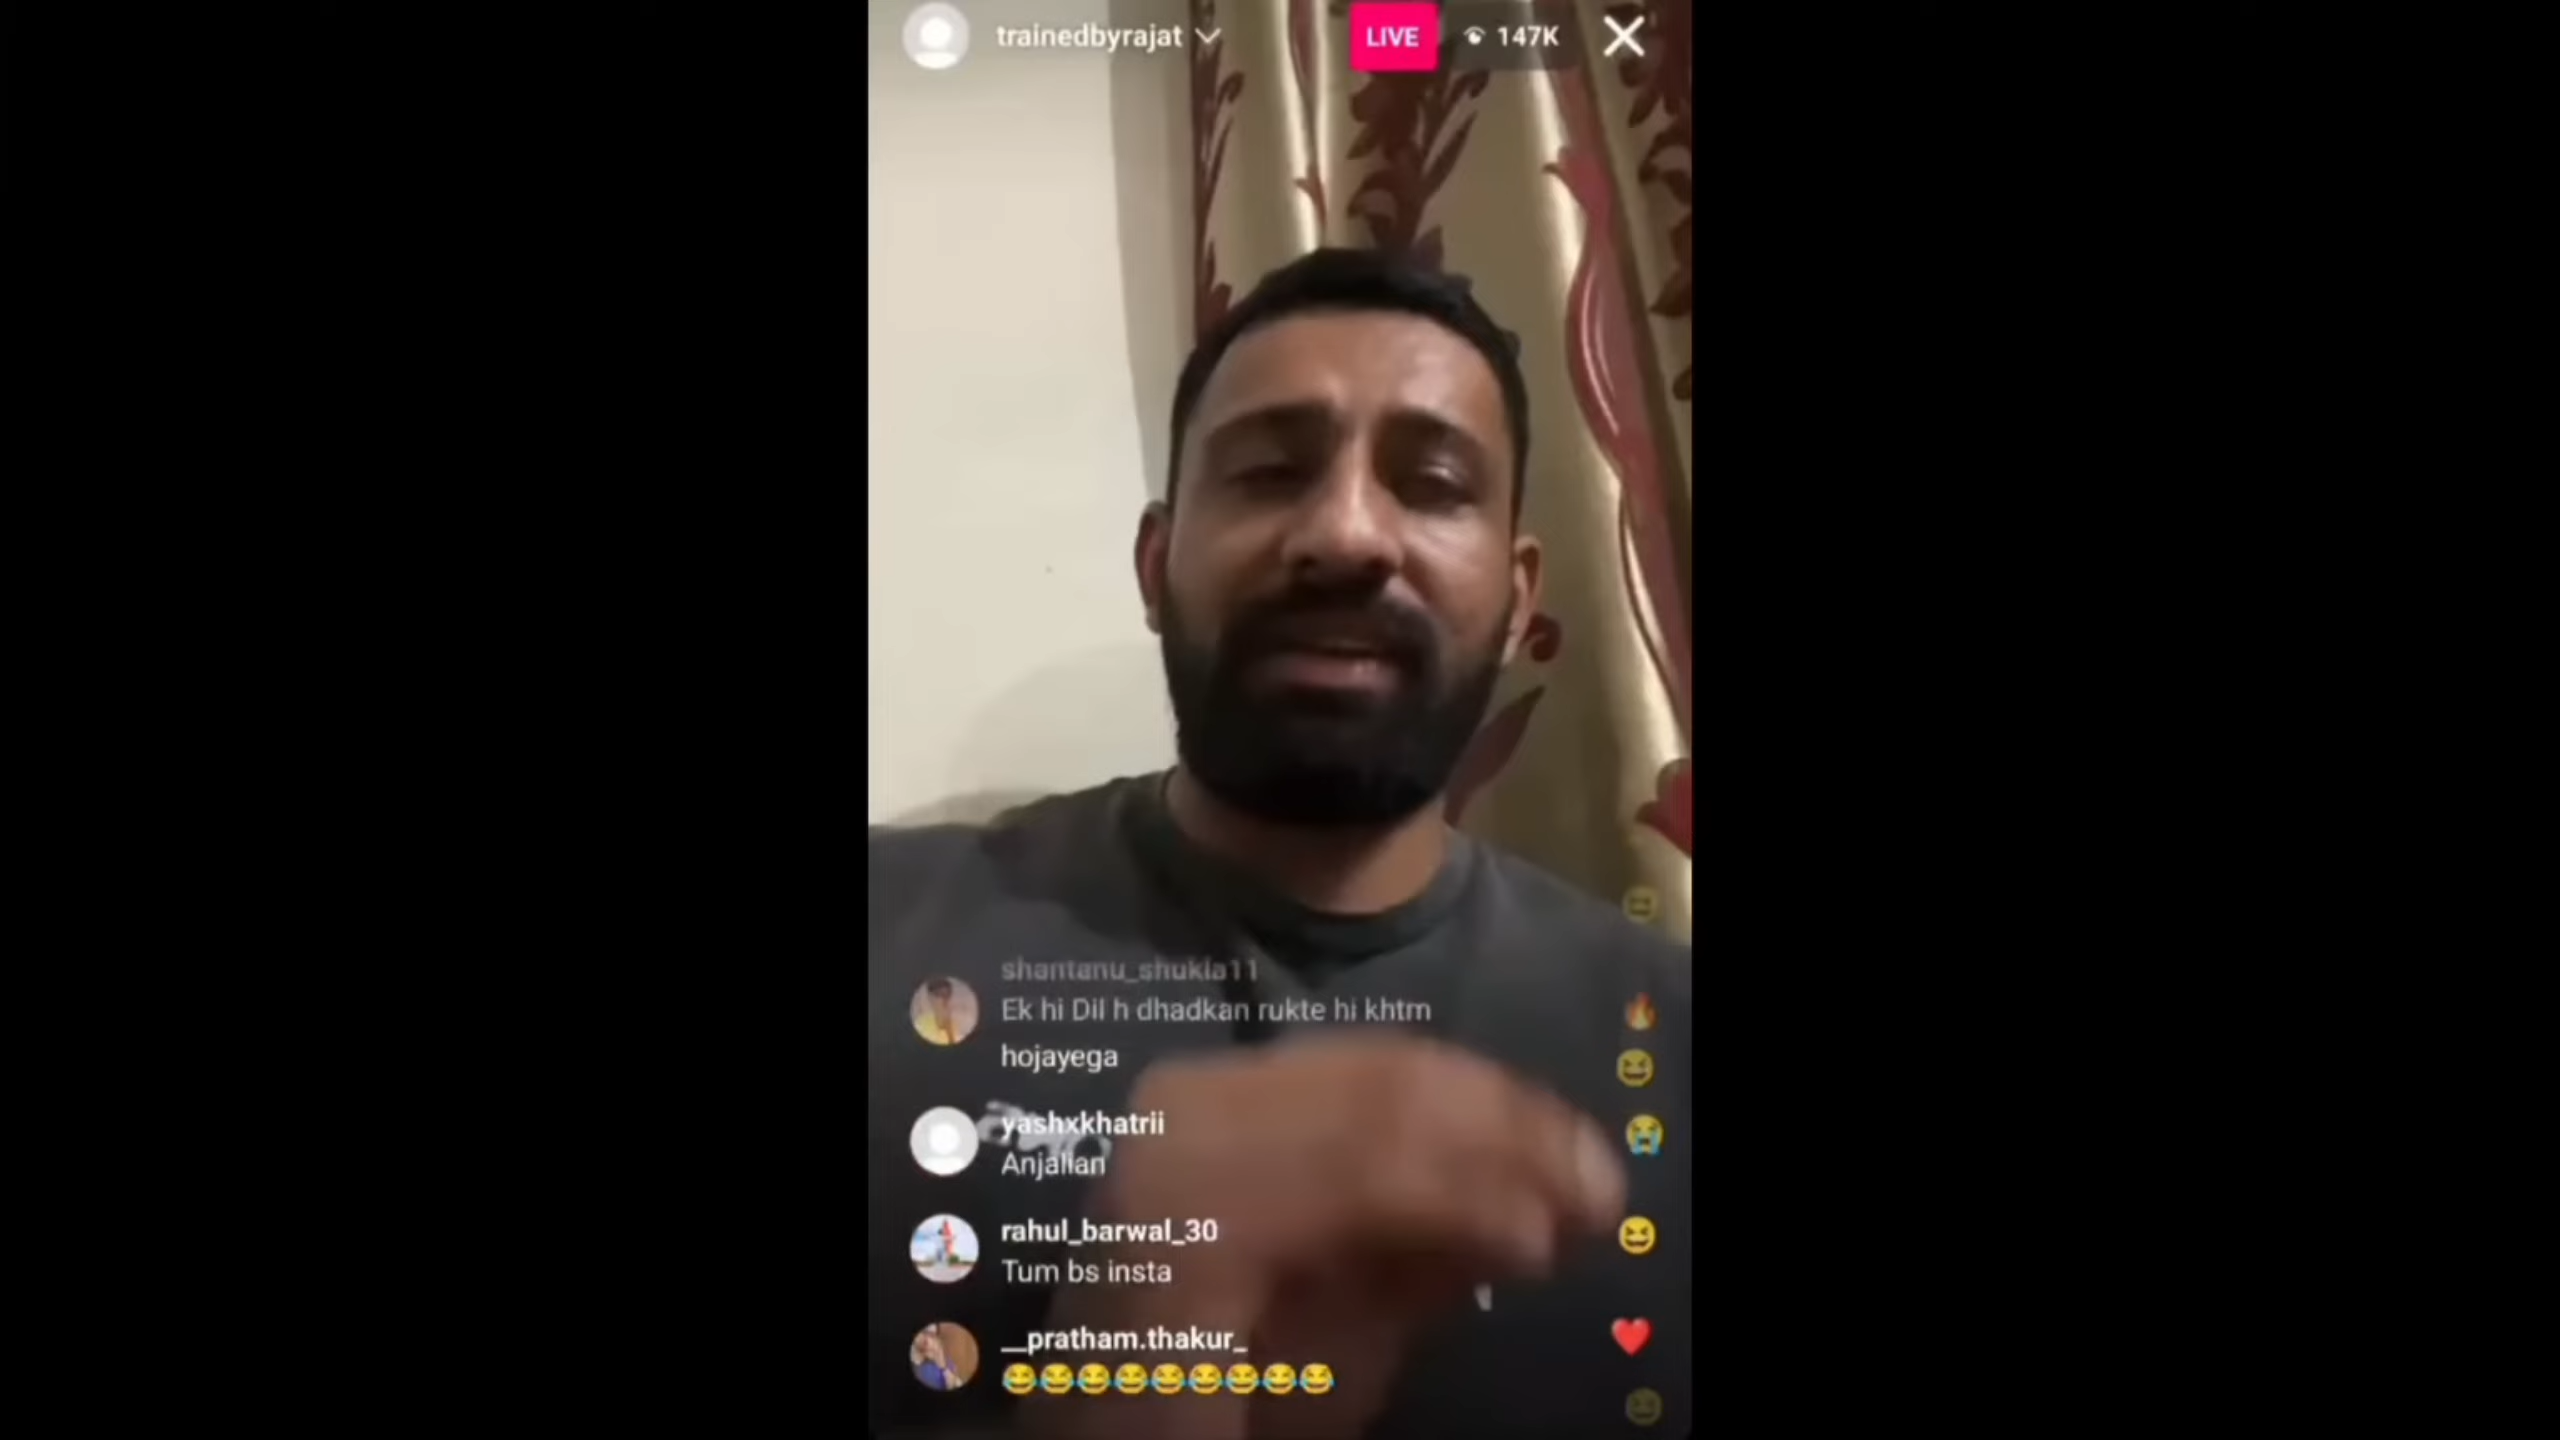 trainedbyrajat
LIVE
147K
shantanu_shukla11
Ek hi Dil h dhadkan rukte hi khtm
hojayega
yashxkhatrii
Anjalian
rahul_barwal_30
Tum bs insta
__pratham.thakur_
😂😂😂😂😂😂😂😂😂